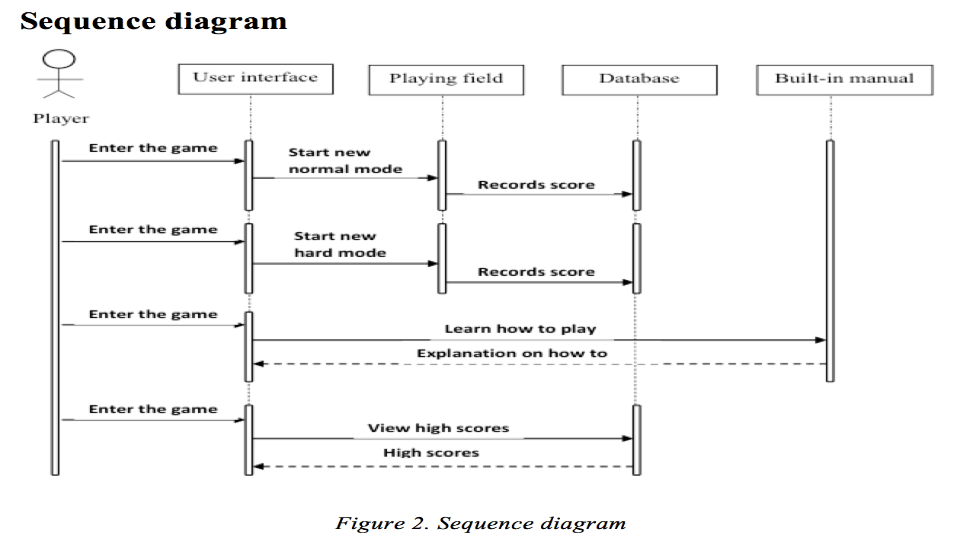 Sequence diagram
User interface
Playing field
Database
Built-in manual
Player
Enter the game
Start new
normal mode
Records score
Enter the game
Start new
hard mode
Records score
Enter the game
Learn how to play
Explanation on how to
Enter the game
View high scores
High scores
Figure 2. Sequence diagram